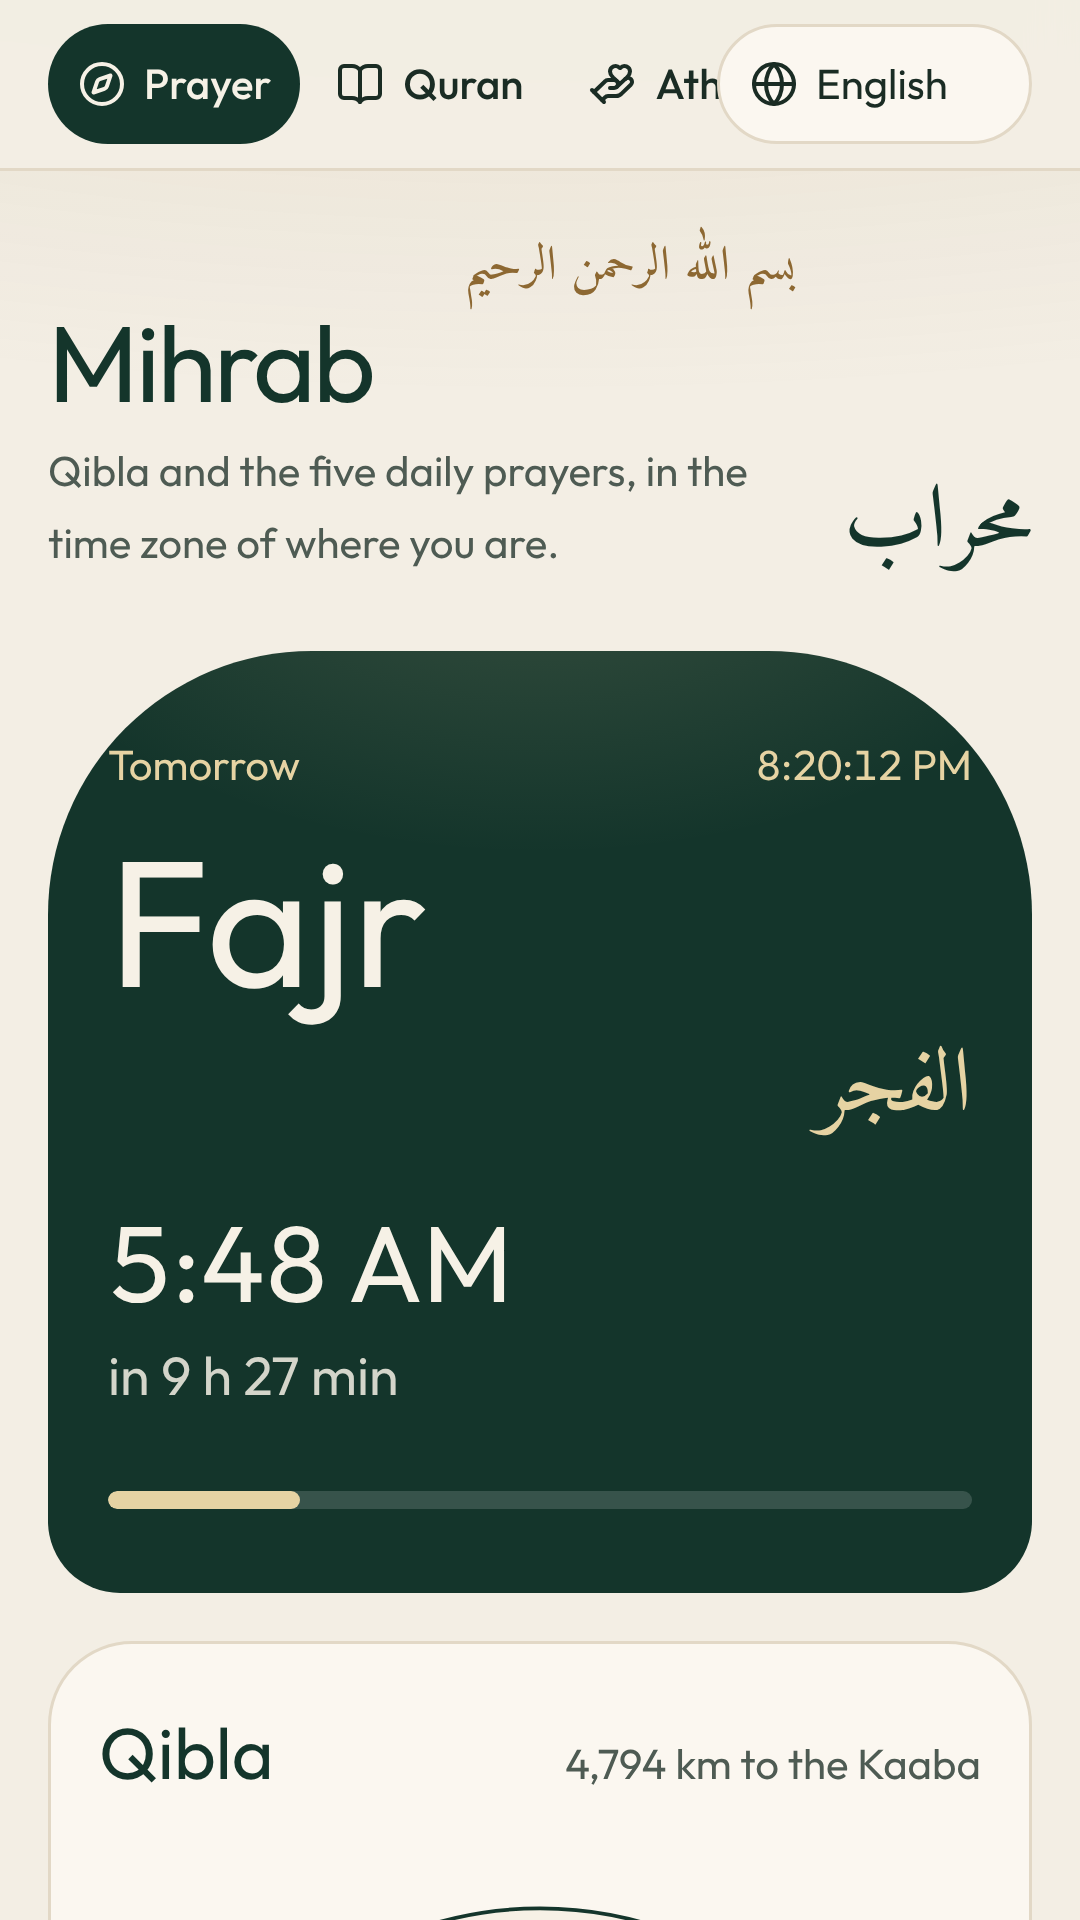 Prayer Quran Ath English
بسم الله الرحمن الرحيم
Mihrab
Qibla and the five daily prayers, in the
time zone of where you are.
محراب
Tomorrow 8:20:12 PM
Fajr
الفجر
5:48 AM
in 9 h 27 min
Qibla 4,794 km to the Kaaba